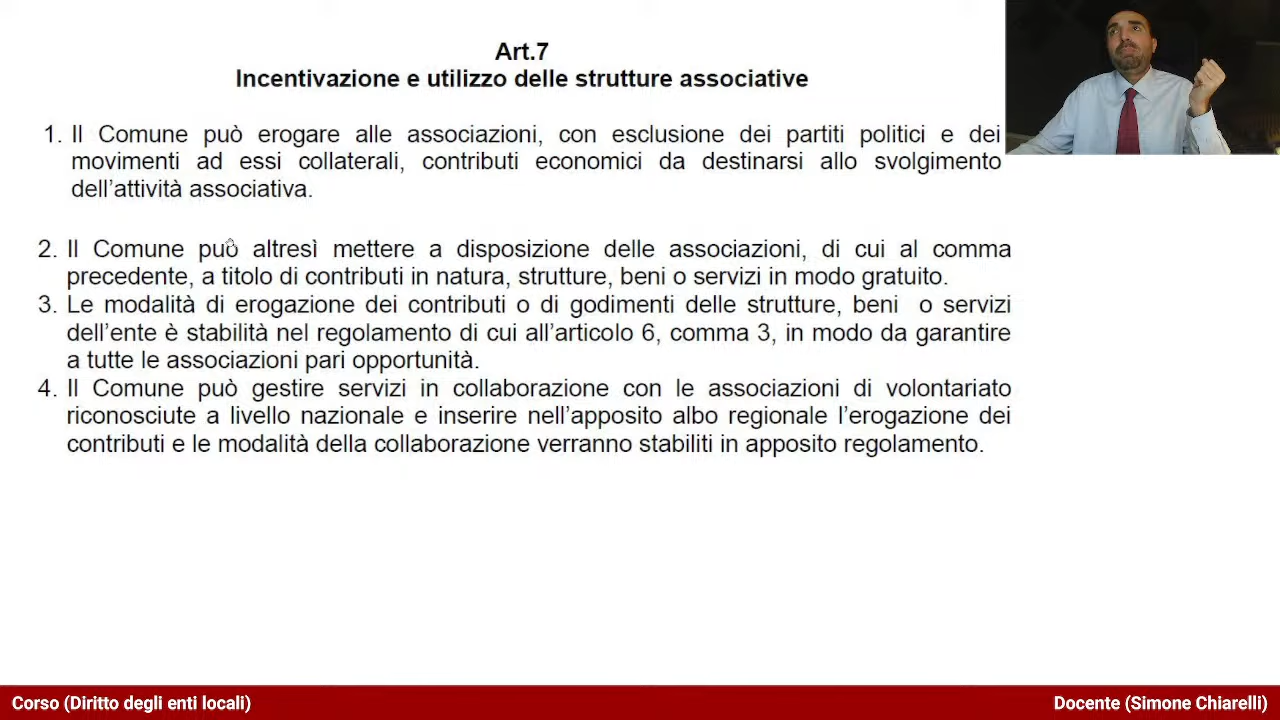 Art.7
Incentivazione e utilizzo delle strutture associative
1. Il Comune può erogare alle associazioni, con esclusione dei partiti politici e dei
movimenti ad essi collaterali, contributi economici da destinarsi allo svolgimento
dell'attività associativa.
2. Il Comune può altresì mettere a disposizione delle associazioni, di cui al comma
precedente, a titolo di contributi in natura, strutture, beni o servizi in modo gratuito.
3. Le modalità di erogazione dei contributi o di godimenti delle strutture, beni o servizi
dell'ente è stabilità nel regolamento di cui all'articolo 6, comma 3, in modo da garantire
a tutte le associazioni pari opportunità.
4. Il Comune può gestire servizi in collaborazione con le associazioni di volontariato
riconosciute a livello nazionale e inserire nell'apposito albo regionale l'erogazione dei
contributi e le modalità della collaborazione verranno stabiliti in apposito regolamento.
Corso (Diritto degli enti locali)
Docente (Simone Chiarelli)